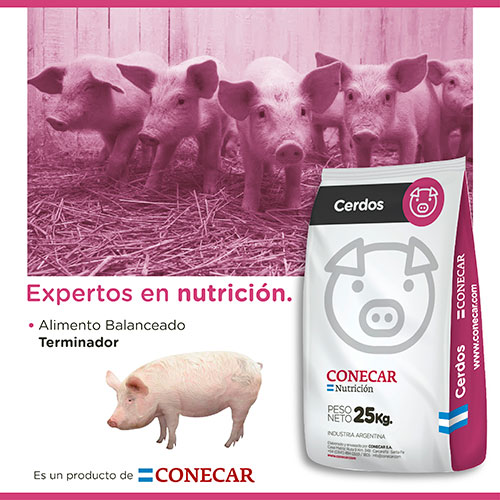 Expertos en nutrición.
• Alimento Balanceado
Terminador
Es un producto de CONECAR
Cerdos
CONECAR
Nutrición
PESO
NETO 25Kg.
INDUSTRIA ARGENTINA
CONECAR
www.conecar.com
Cerdos